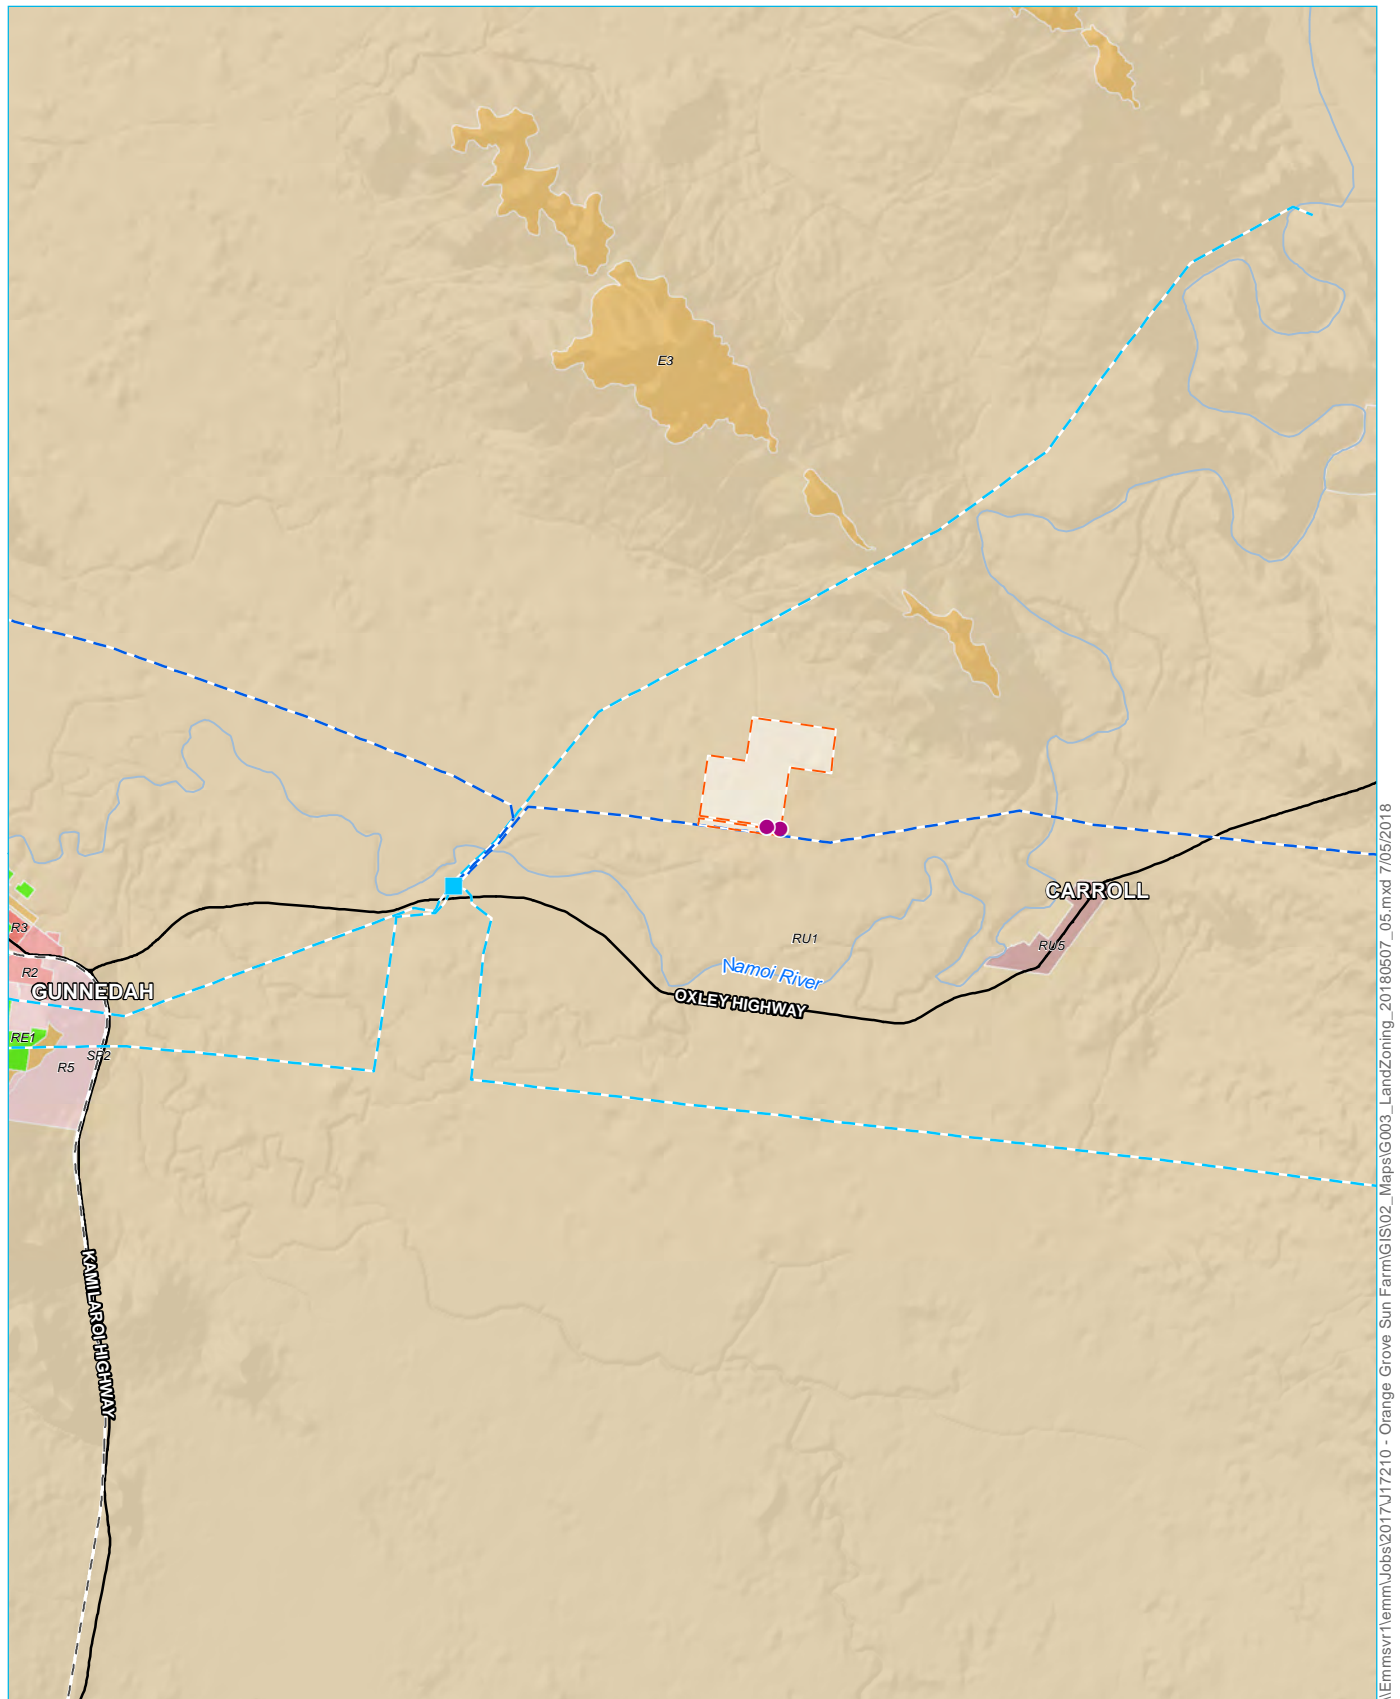 E3
CARROLL
R3
RU1
RU5
R2
Namoi River
GUNNEDAH
OXLEY HIGHWAY
RE1
SP2
R5
KAMILAROI HIGHWAY
\Emmsvr1\emm\Jobs\2017\J17210 - Orange Grove Sun Farm\GIS\02_Maps\G003_LandZoning_20180507_05.mxd 7/05/2018